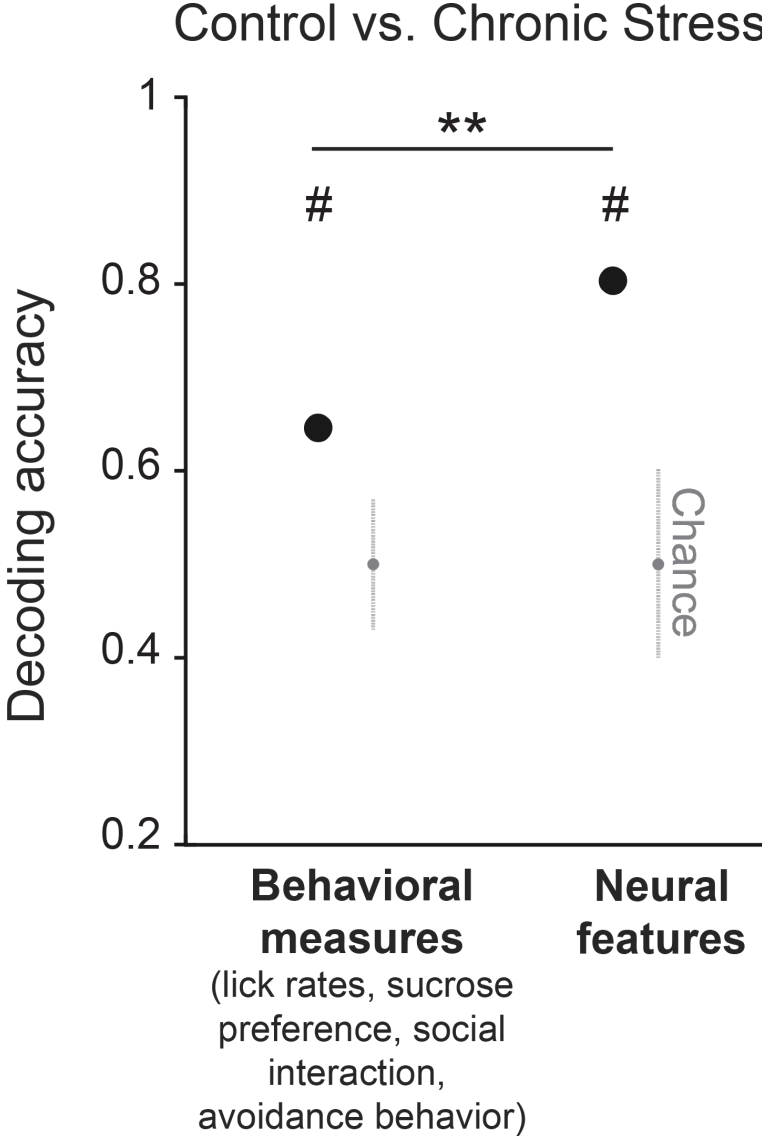 Control vs. Chronic Stress
1
**
# #
0.8
0.6
0.4
0.2
Decoding accuracy
Chance
Behavioral
measures
(lick rates, sucrose
preference, social
interaction,
avoidance behavior)
Neural
features